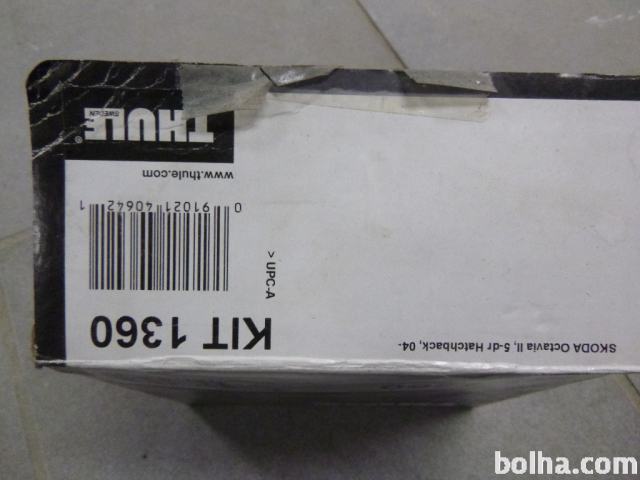 SKODA Octavia II, 5-dr Hatchback, 04-
KIT 1360
> UPC-A
0 91021 40642 1
www.thule.com
THULE®
SWEDEN
bolha.com